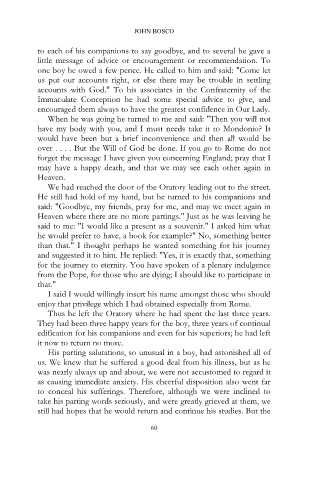 JOHN BOSCO
to each of his companions to say goodbye, and to several he gave a
little message of advice or encouragement or recommendation. To
one boy he owed a few pence. He called to him and said: "Come let
us put our accounts right, or else there may be trouble in settling
accounts with God." To his associates in the Confraternity of the
Immaculate Conception he had some special advice to give, and
encouraged them always to have the greatest confidence in Our Lady.
When he was going he turned to me and said: "Then you will not
have my body with you, and I must needs take it to Mondonio? It
would have been but a brief inconvenience and then all would be
over . . . . But the Will of God be done. If you go to Rome do not
forget the message I have given you concerning England; pray that I
may have a happy death, and that we may see each other again in
Heaven.
We had reached the door of the Oratory leading out to the street.
He still had hold of my hand, but he turned to his companions and
said: "Goodbye, my friends, pray for me, and may we meet again in
Heaven where there are no more partings." Just as he was leaving he
said to me: "I would like a present as a souvenir." I asked him what
he would prefer to have, a book for example?" No, something better
than that." I thought perhaps he wanted something for his journey
and suggested it to him. He replied: "Yes, it is exactly that, something
for the journey to eternity. You have spoken of a plenary indulgence
from the Pope, for those who are dying; I should like to participate in
that."
I said I would willingly insert his name amongst those who should
enjoy that privilege which I had obtained especially from Rome.
Thus he left the Oratory where he had spent the last three years.
They had been three happy years for the boy, three years of continual
edification for his companions and even for his superiors; he had left
it now to return no more.
His parting salutations, so unusual in a boy, had astonished all of
us. We knew that he suffered a good deal from his illness, but as he
was nearly always up and about, we were not accustomed to regard it
as causing immediate anxiety. His cheerful disposition also went far
to conceal his sufferings. Therefore, although we were inclined to
take his parting words seriously, and were greatly grieved at them, we
still had hopes that he would return and continue his studies. But the
60